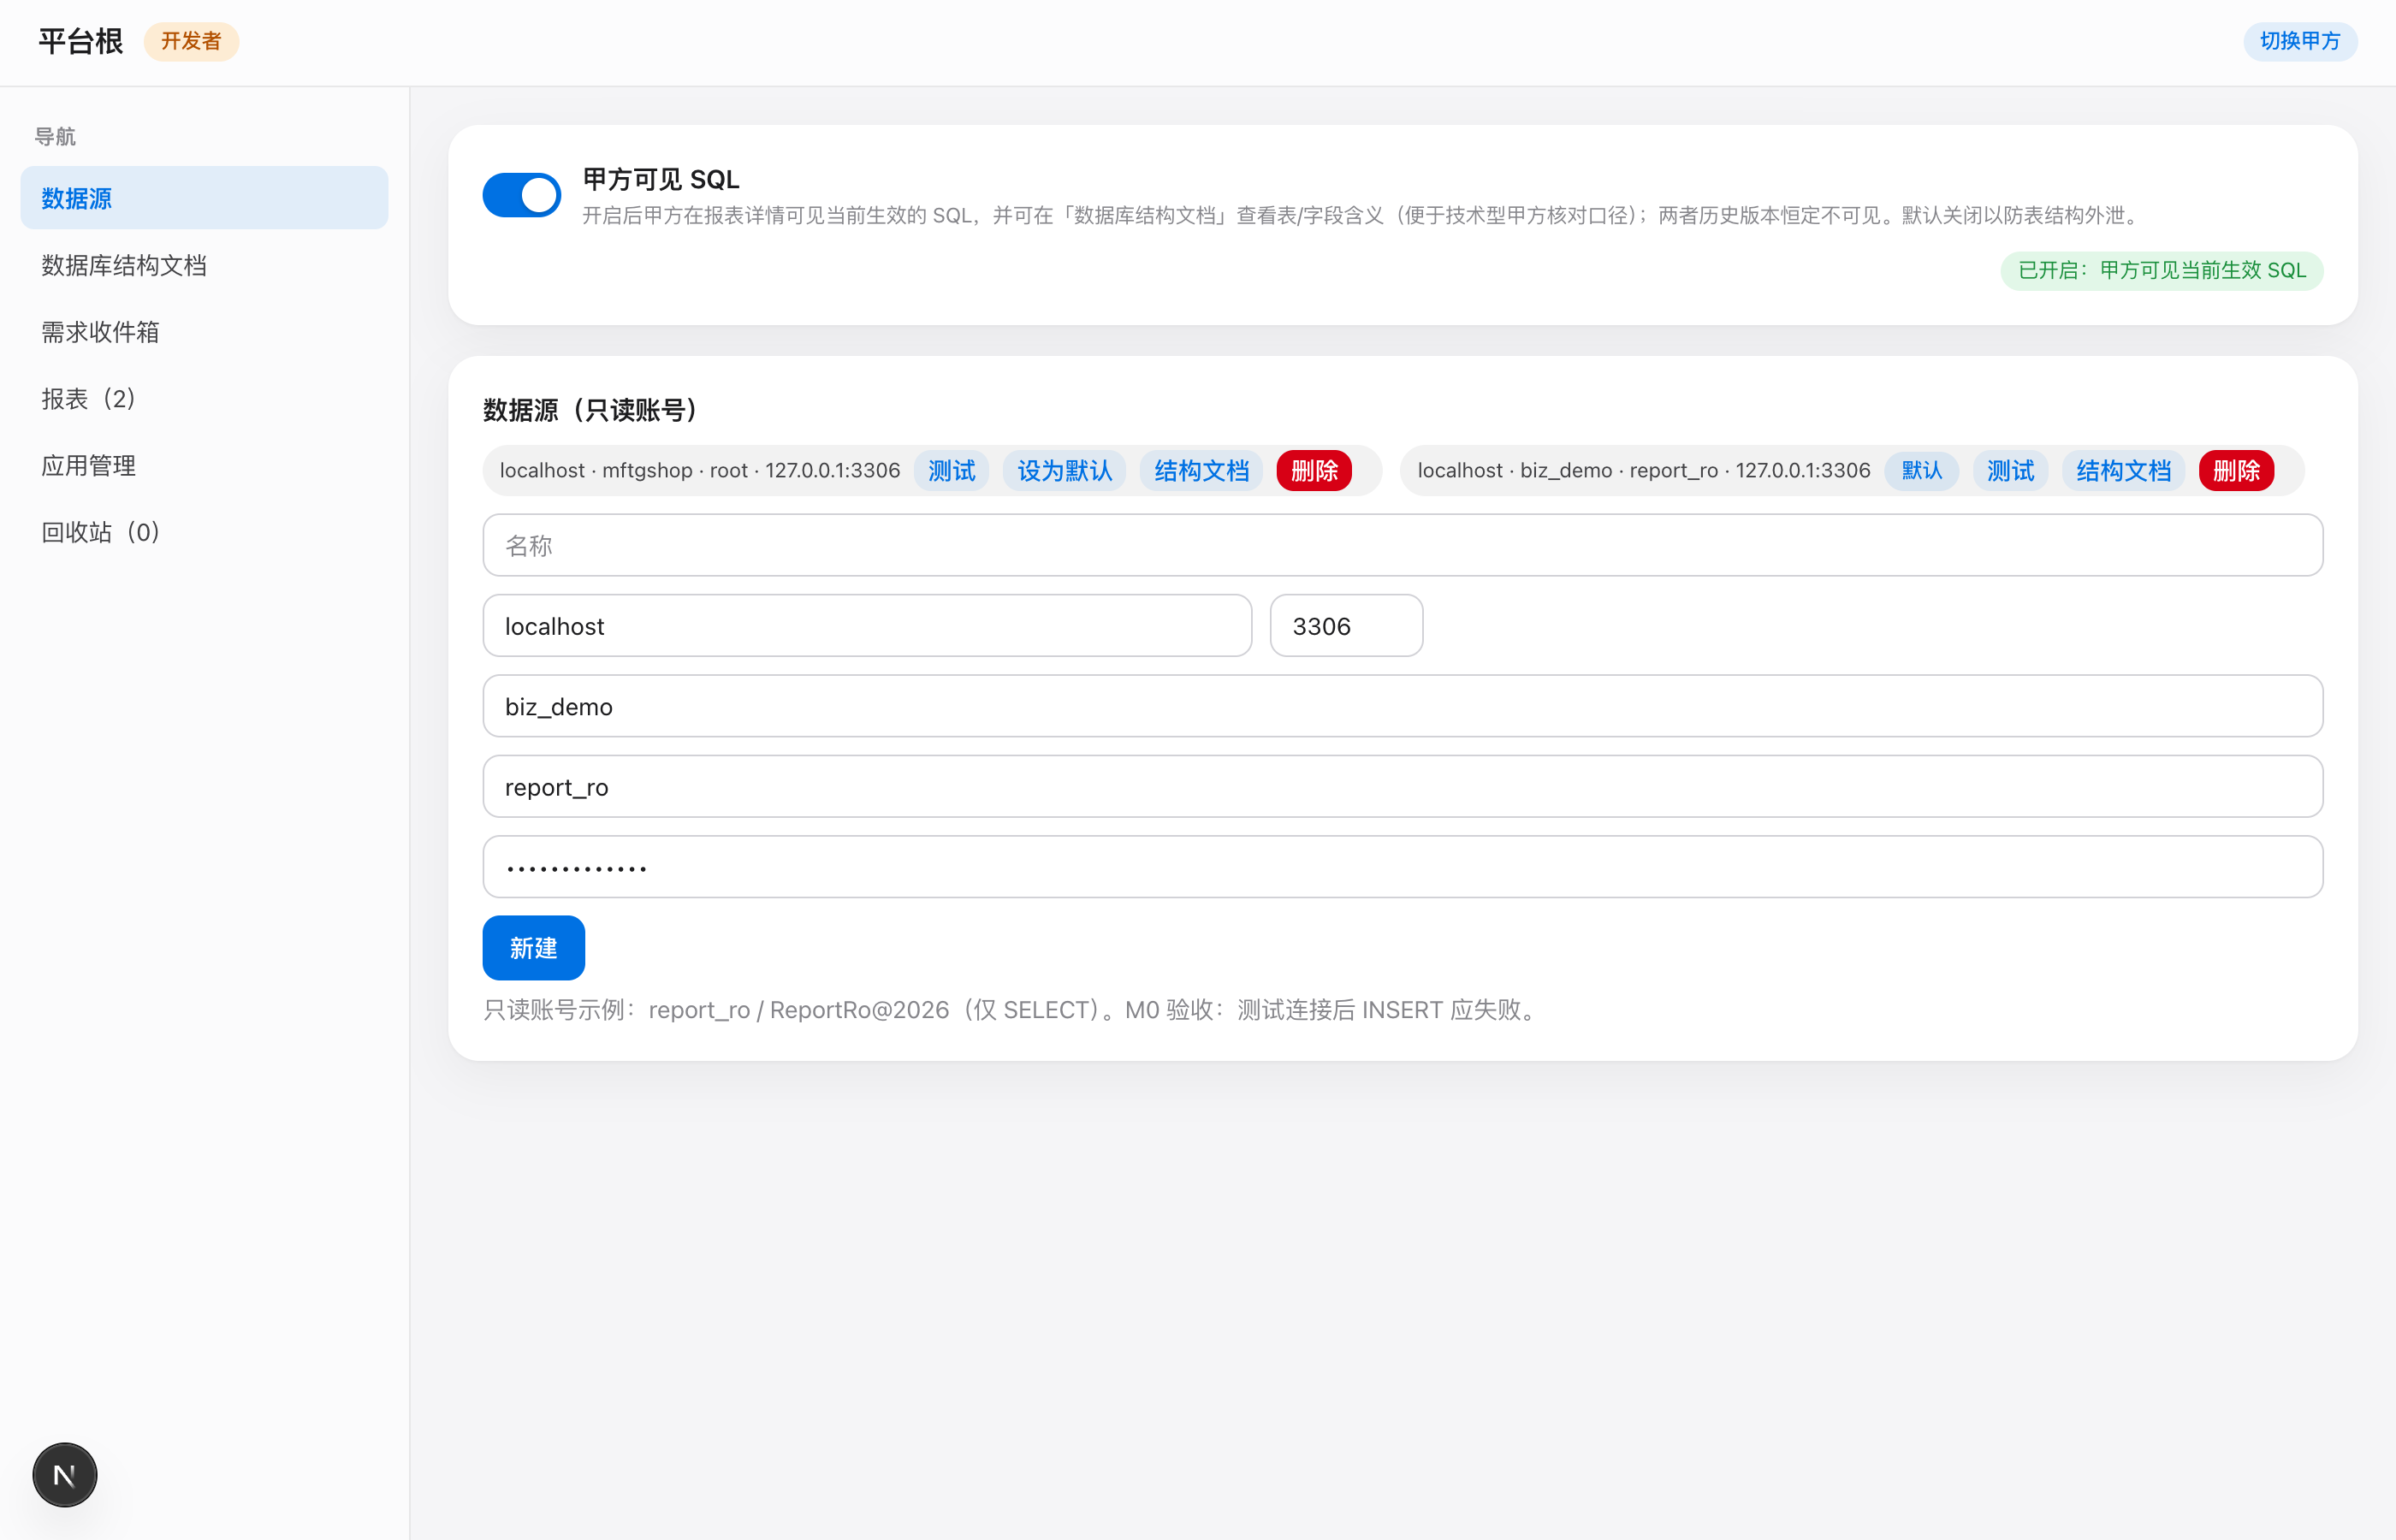 平台根 开发者 切换甲方
导航
数据源
数据库结构文档
需求收件箱
报表（2）
应用管理
回收站（0）
甲方可见 SQL
开启后甲方在报表详情可见当前生效的 SQL，并可在「数据库结构文档」查看表/字段含义（便于技术型甲方核对口径）；两者历史版本恒定不可见。默认关闭以防表结构外泄。
已开启：甲方可见当前生效 SQL
数据源（只读账号）
localhost · mftgshop · root · 127.0.0.1:3306 测试 设为默认 结构文档 删除 localhost · biz_demo · report_ro · 127.0.0.1:3306 默认 测试 结构文档 删除
名称
localhost 3306
biz_demo
report_ro
•••••••••••••
新建
只读账号示例：report_ro / ReportRo@2026（仅 SELECT）。M0 验收：测试连接后 INSERT 应失败。
N